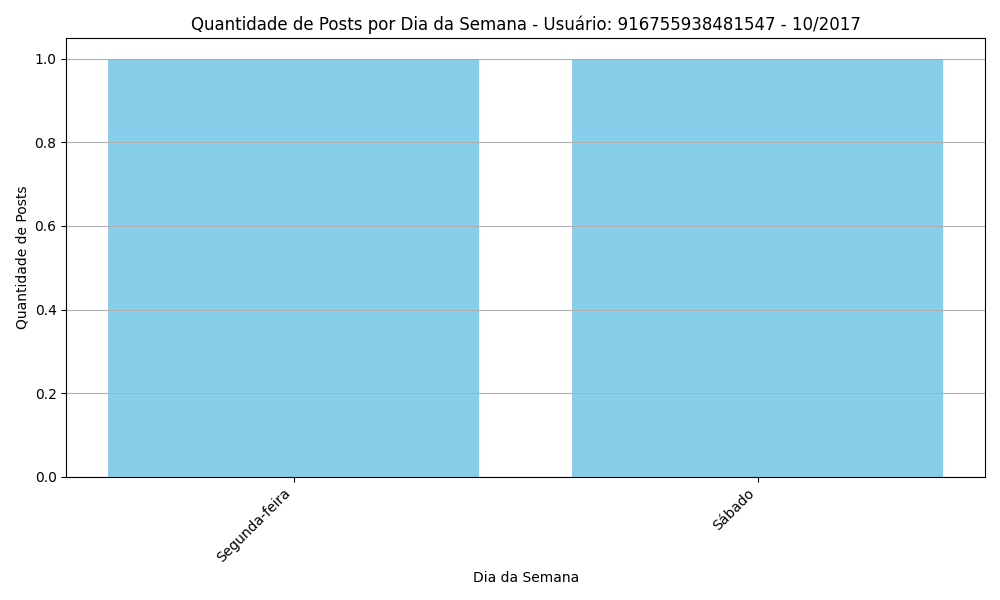 Quantidade de Posts por Dia da Semana - Usuário: 916755938481547 - 10/2017
1.0
0.8
0.6
0.4
0.2
0.0
Quantidade de Posts
Segunda-feira
Sábado
Dia da Semana